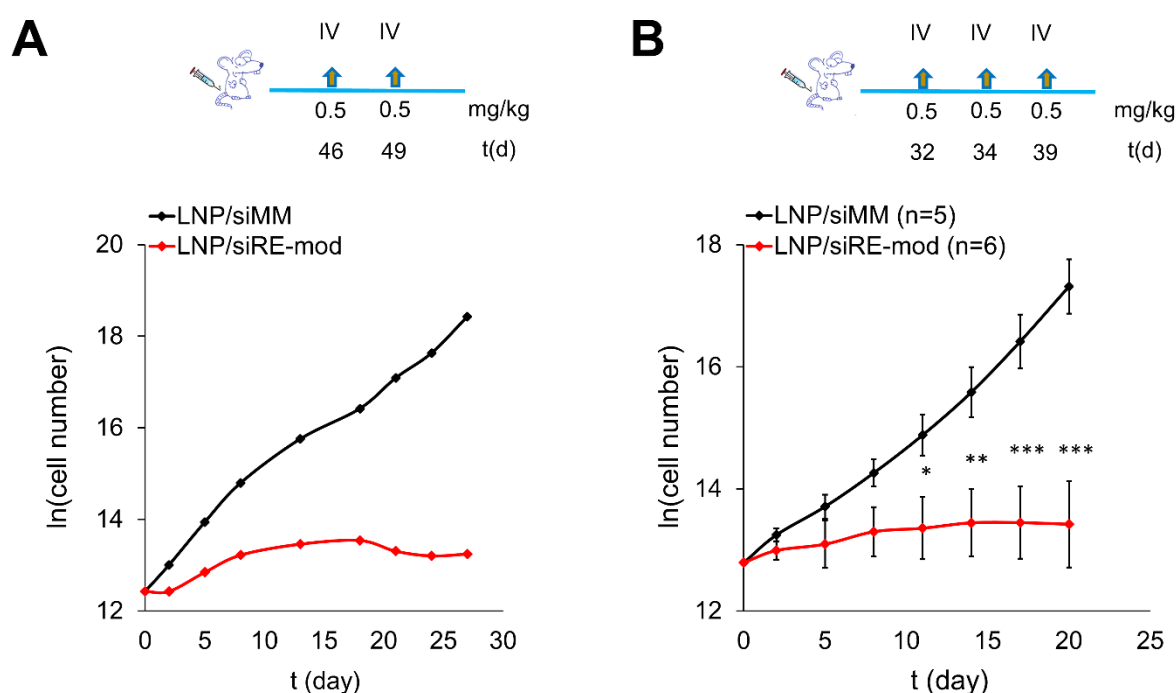 A
IV IV
0.5 0.5 mg/kg
46 49 t(d)
LNP/siMM
LNP/siRE-mod
20
18
16
14
12
ln(cell number)
0 5 10 15 20 25 30
t (day)
B
IV IV IV
0.5 0.5 0.5 mg/kg
32 34 39 t(d)
LNP/siMM (n=5)
LNP/siRE-mod (n=6)
18
16
14
12
ln(cell number)
* ** *** ***
0 5 10 15 20 25
t (day)